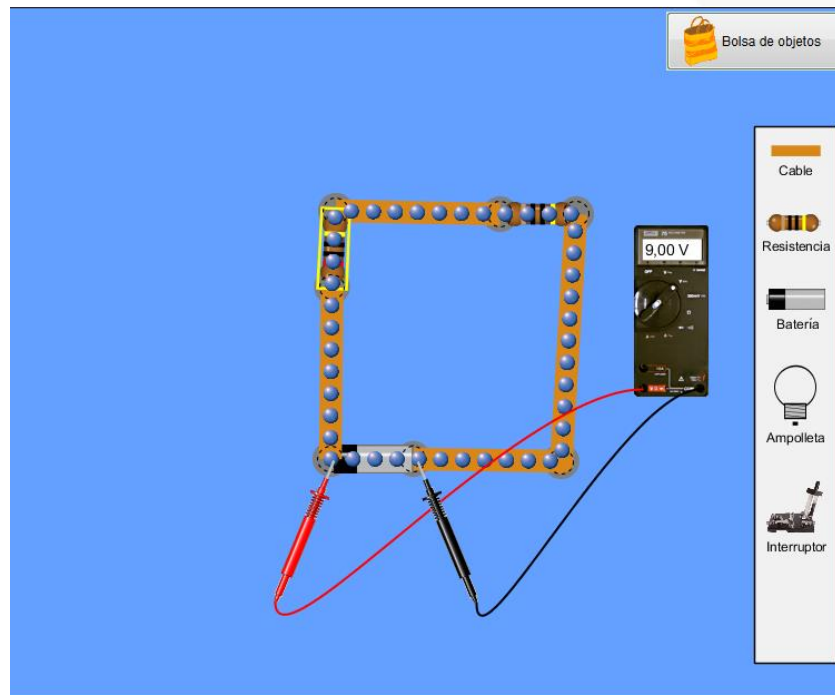 Bolsa de objetos
Cable
9,00 V
Resistencia
Batería
Ampolleta
Interruptor